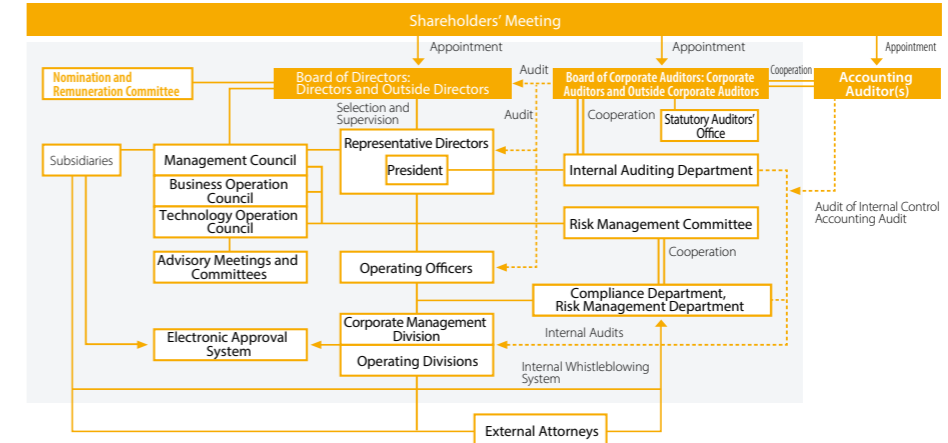 Shareholders' Meeting
Appointment
Appointment
Appointment
Nomination and
Remuneration Committee
Board of Directors:
Directors and Outside Directors
Audit
Board of Corporate Auditors: Corporate
Auditors and Outside Corporate Auditors
Cooperation
Accounting
Auditor(s)
Selection and
Supervision
Audit
Cooperation
Statutory Auditors'
Office
Subsidiaries
Management Council
Representative Directors
President
Internal Auditing Department
Business Operation
Council
Technology Operation
Council
Risk Management Committee
Audit of Internal Control
Accounting Audit
Advisory Meetings and
Committees
Operating Officers
Cooperation
Compliance Department,
Risk Management Department
Electronic Approval
System
Corporate Management
Division
Operating Divisions
Internal Audits
Internal Whistleblowing
System
External Attorneys